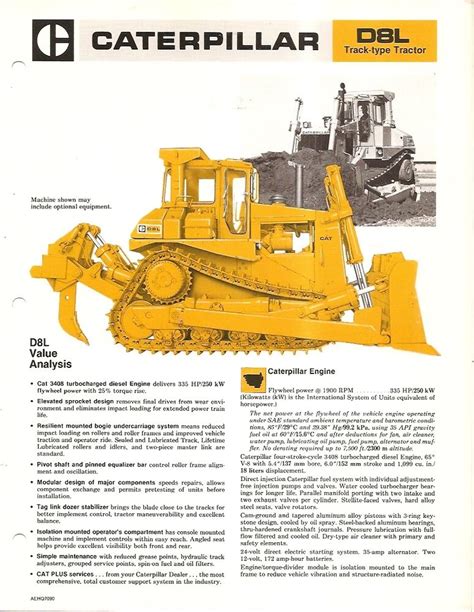 C CATERPILLAR
D8L
Track-type Tractor
Machine shown may
include optional equipment.
D8L
CAT
D8L
Value
Analysis
• Cat 3408 turbocharged diesel Engine delivers 335 HP/250 kW
flywheel power with 25% torque rise.
• Elevated sprocket design removes final drives from wear envi-
ronment and eliminates impact loading for extended power train
life.
• Resilient mounted bogie undercarriage system means reduced
impact loading on rollers and roller frames and improved vehicle
traction and operator ride. Sealed and Lubricated Track, Lifetime
Lubricated rollers and idlers, and two-piece master link are
standard.
• Pivot shaft and pinned equalizer bar control roller frame align-
ment and oscillation.
• Modular design of major components speeds repairs, allows
component exchange and permits pretesting of units before
installation.
• Tag link dozer stabilizer brings the blade close to the tracks for
better implement control, tractor maneuverability and excellent
balance.
• Isolation mounted operator's compartment has console mounted
machine and implement controls within easy reach. Angled seat
helps provide excellent visibility both front and rear.
• Simple maintenance with reduced grease points, hydraulic track
adjusters, grouped service points, spin-on fuel and oil filters.
• CAT PLUS services . . . from your Caterpillar Dealer . . . the most
comprehensive, total customer support system in the industry.
AEHQ7090
Caterpillar Engine
Flywheel power @ 1900 RPM . . . . . . . . . 335 HP/250 kW
(Kilowatts (kW) is the International System of Units equivalent of
horsepower.)
The net power at the flywheel of the vehicle engine operating
under SAE standard ambient temperature and barometric condi-
tions, 85°F/29°C and 29.38" Hg/99.2 kPa, using 35 API gravity
fuel oil at 60°F/15.6°C and after deductions for fan, air cleaner,
water pump, lubricating oil pump, fuel pump, alternator and muf-
fler. No derating required up to 7,500 ft./2300 m altitude.
Caterpillar four-stroke-cycle 3408 turbocharged diesel Engine, 65°
V-8 with 5.4"/137 mm bore, 6.0"/152 mm stroke and 1,099 cu. in./
18 liters displacement.
Direct injection Caterpillar fuel system with individual adjustment-
free injection pumps and valves. Water cooled turbocharger bear-
ings for longer life. Parallel manifold porting with two intake and
two exhaust valves per cylinder. Stellite-faced valves, hard alloy
steel seats, valve rotators.
Cam-ground and tapered aluminum alloy pistons with 3-ring key-
stone design, cooled by oil spray. Steel-backed aluminum bearings,
thru-hardened crankshaft journals. Pressure lubrication with full-
flow filtered and cooled oil. Dry-type air cleaner with primary and
safety elements.
24-volt direct electric starting system. 35-amp alternator. Two
12-volt, 172 amp-hour batteries.
Engine/torque-divider module is isolation mounted to the main
frame to reduce vibration and structure-radiated noise.